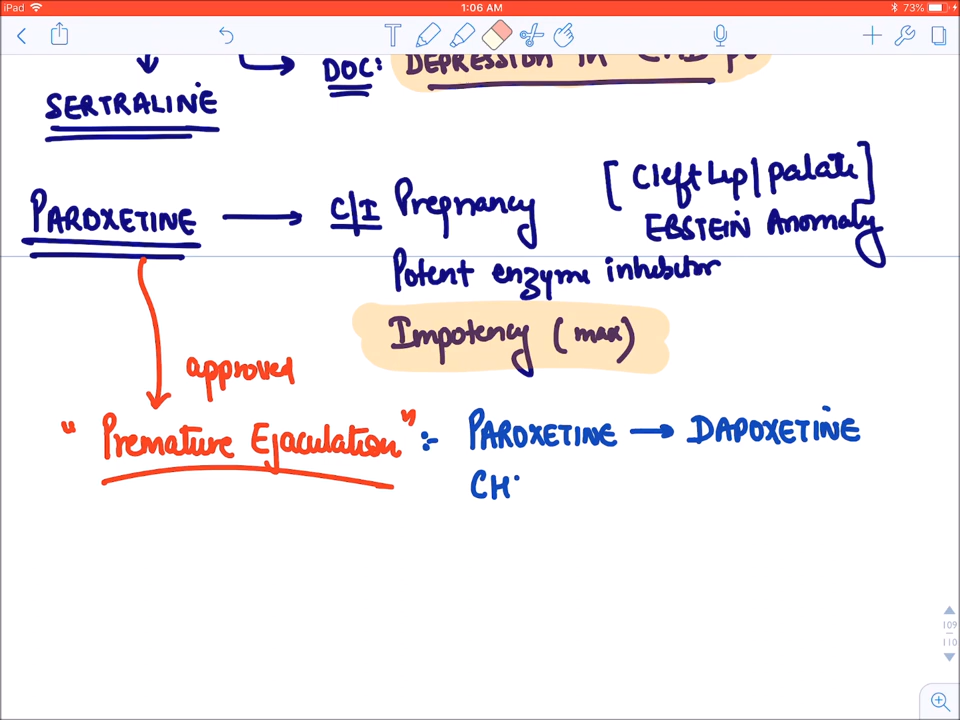 iPad 1:06 AM 73%
DOC: DEPRESSION in
SERTRALINE
[Cleft Lip/Palate]
PAROXETINE C/I Pregnancy
EBSTEIN Anomaly
Potent enzyme inhibitor
Impotency (max)
approved
"Premature Ejaculation" :- PAROXETINE → DAPOXETINE
CH
109
110